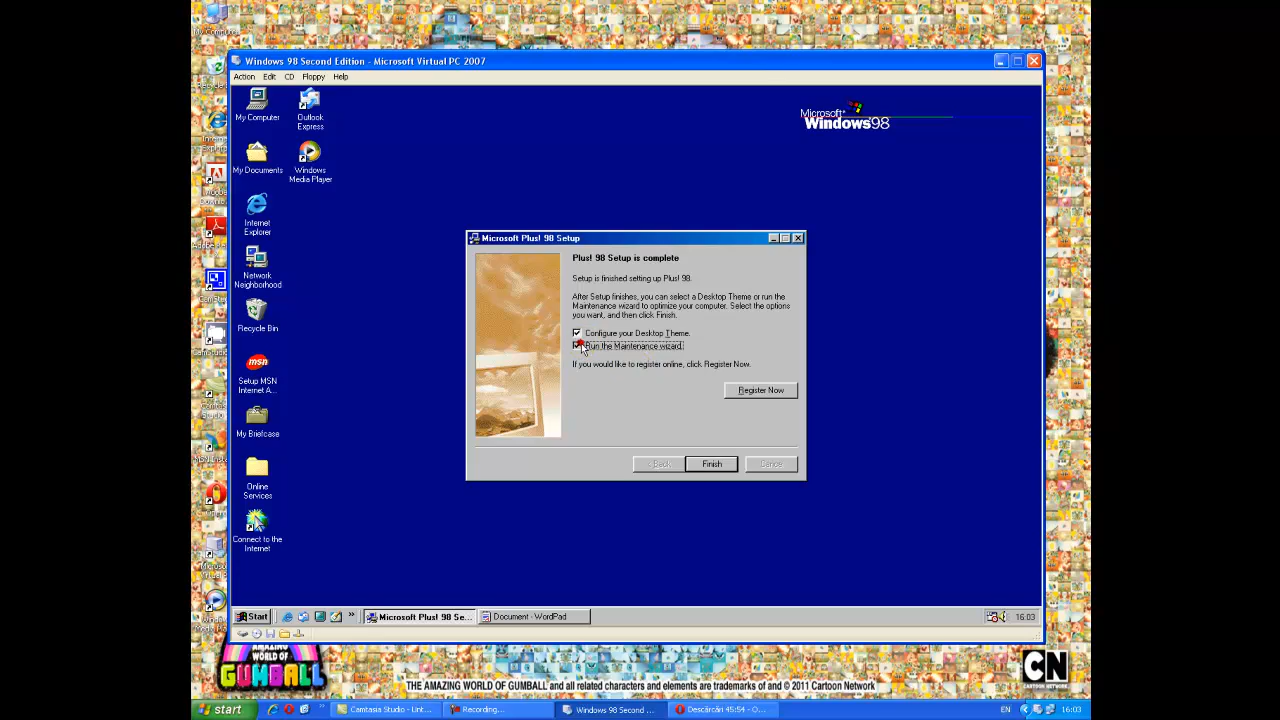 My Computer
Windows 98 Second Edition - Microsoft Virtual PC 2007
Action Edit CD Floppy Help
My Computer
Outlook
Express
My Documents
Windows
Media Player
Internet
Explorer
Network
Neighborhood
Recycle Bin
Setup MSN
Internet A...
My Briefcase
Online
Services
Connect to the
Internet
Microsoft
Windows 98
Microsoft Plus! 98 Setup
Plus! 98 Setup is complete
Setup is finished setting up Plus! 98.
After Setup finishes, you can select a Desktop Theme or run the
Maintenance wizard to optimize your computer. Select the options
you want, and then click Finish.
Configure your Desktop Theme.
Run the Maintenance wizard.
If you would like to register online, click Register Now.
Register Now
< Back
Finish
Cancel
Start
Microsoft Plus! 98 Se...
Document - WordPad
16:03
AMAZING
WORLD OF
GUMBALL
THE AMAZING WORLD OF GUMBALL and all related characters and elements are trademarks of and © 2011 Cartoon Network
CN
start
Camtasia Studio - Unt...
Recording...
Windows 98 Second ...
Descărcări 45:54 - O...
EN
16:03